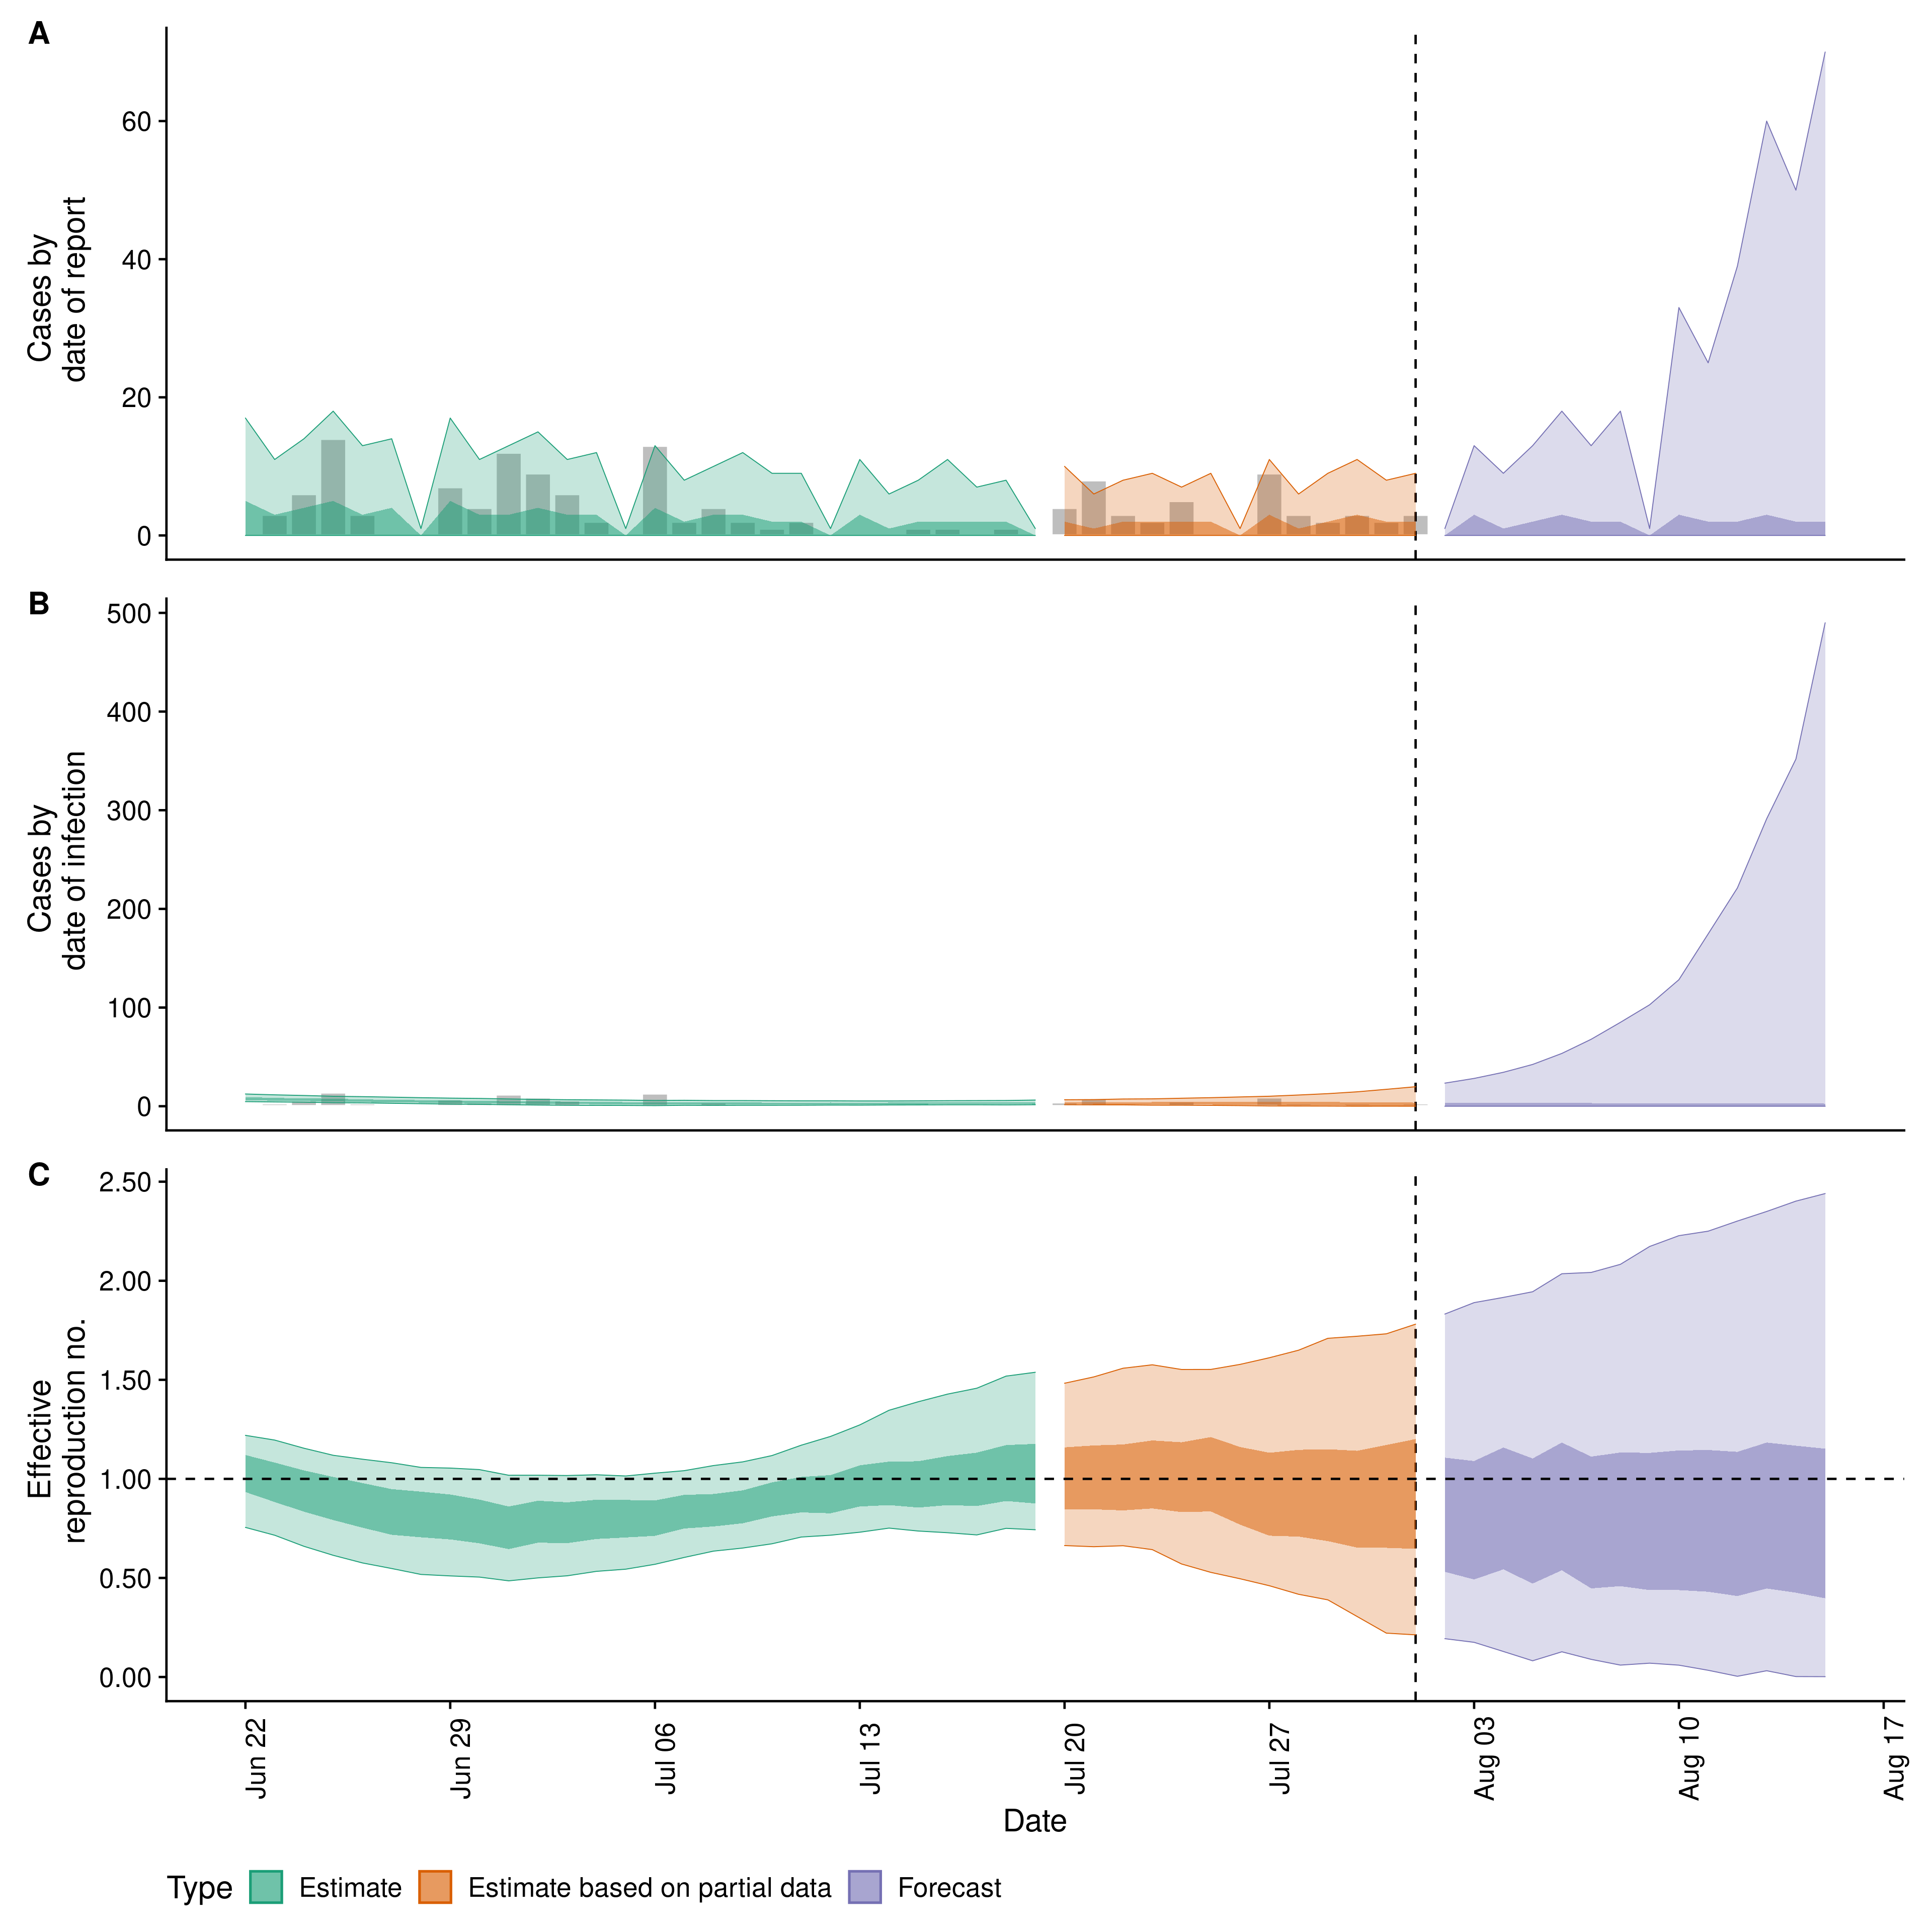 A
Cases by
date of report
60
40
20
0
B
Cases by
date of infection
500
400
300
200
100
0
C
Effective
reproduction no.
2.50
2.00
1.50
1.00
0.50
0.00
Jun 22
Jun 29
Jul 06
Jul 13
Jul 20
Jul 27
Aug 03
Aug 10
Aug 17
Date
Type Estimate Estimate based on partial data Forecast